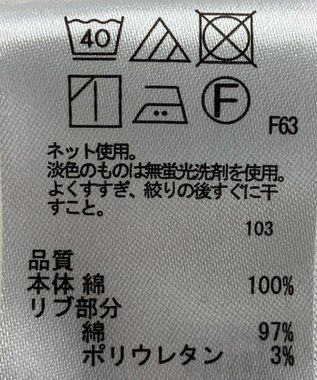 40
F
F63
ネット使用。
淡色のものは無蛍光洗剤を使用。
よくすすぎ、絞りの後すぐに干
すこと。
103
品質
本体 綿 100%
リブ部分
綿 97%
ポリウレタン 3%